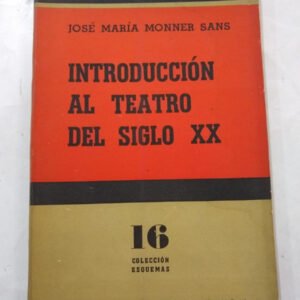 JOSÉ MARÍA MONNER SANS
INTRODUCCIÓN
AL TEATRO
DEL SIGLO XX
16
COLECCIÓN
ESQUEMAS